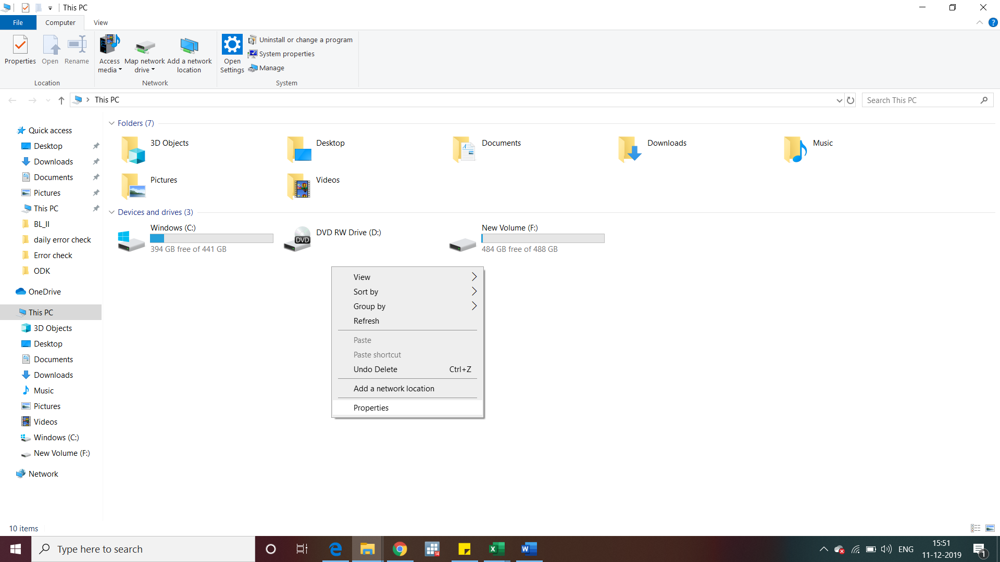 This PC
File Computer View
Properties Open Rename
Access media
Map network drive
Add a network location
Open Settings
Uninstall or change a program
System properties
Manage
Location Network System
This PC
Search This PC
Quick access
Desktop
Downloads
Documents
Pictures
This PC
BL_II
daily error check
Error check
ODK
OneDrive
This PC
3D Objects
Desktop
Documents
Downloads
Music
Pictures
Videos
Windows (C:)
New Volume (F:)
Network
Folders (7)
3D Objects
Desktop
Documents
Downloads
Music
Pictures
Videos
Devices and drives (3)
Windows (C:)
394 GB free of 441 GB
DVD
DVD RW Drive (D:)
New Volume (F:)
484 GB free of 488 GB
View
Sort by
Group by
Refresh
Paste
Paste shortcut
Undo Delete Ctrl+Z
Add a network location
Properties
10 items
Type here to search
14
ENG
15:51
11-12-2019
1